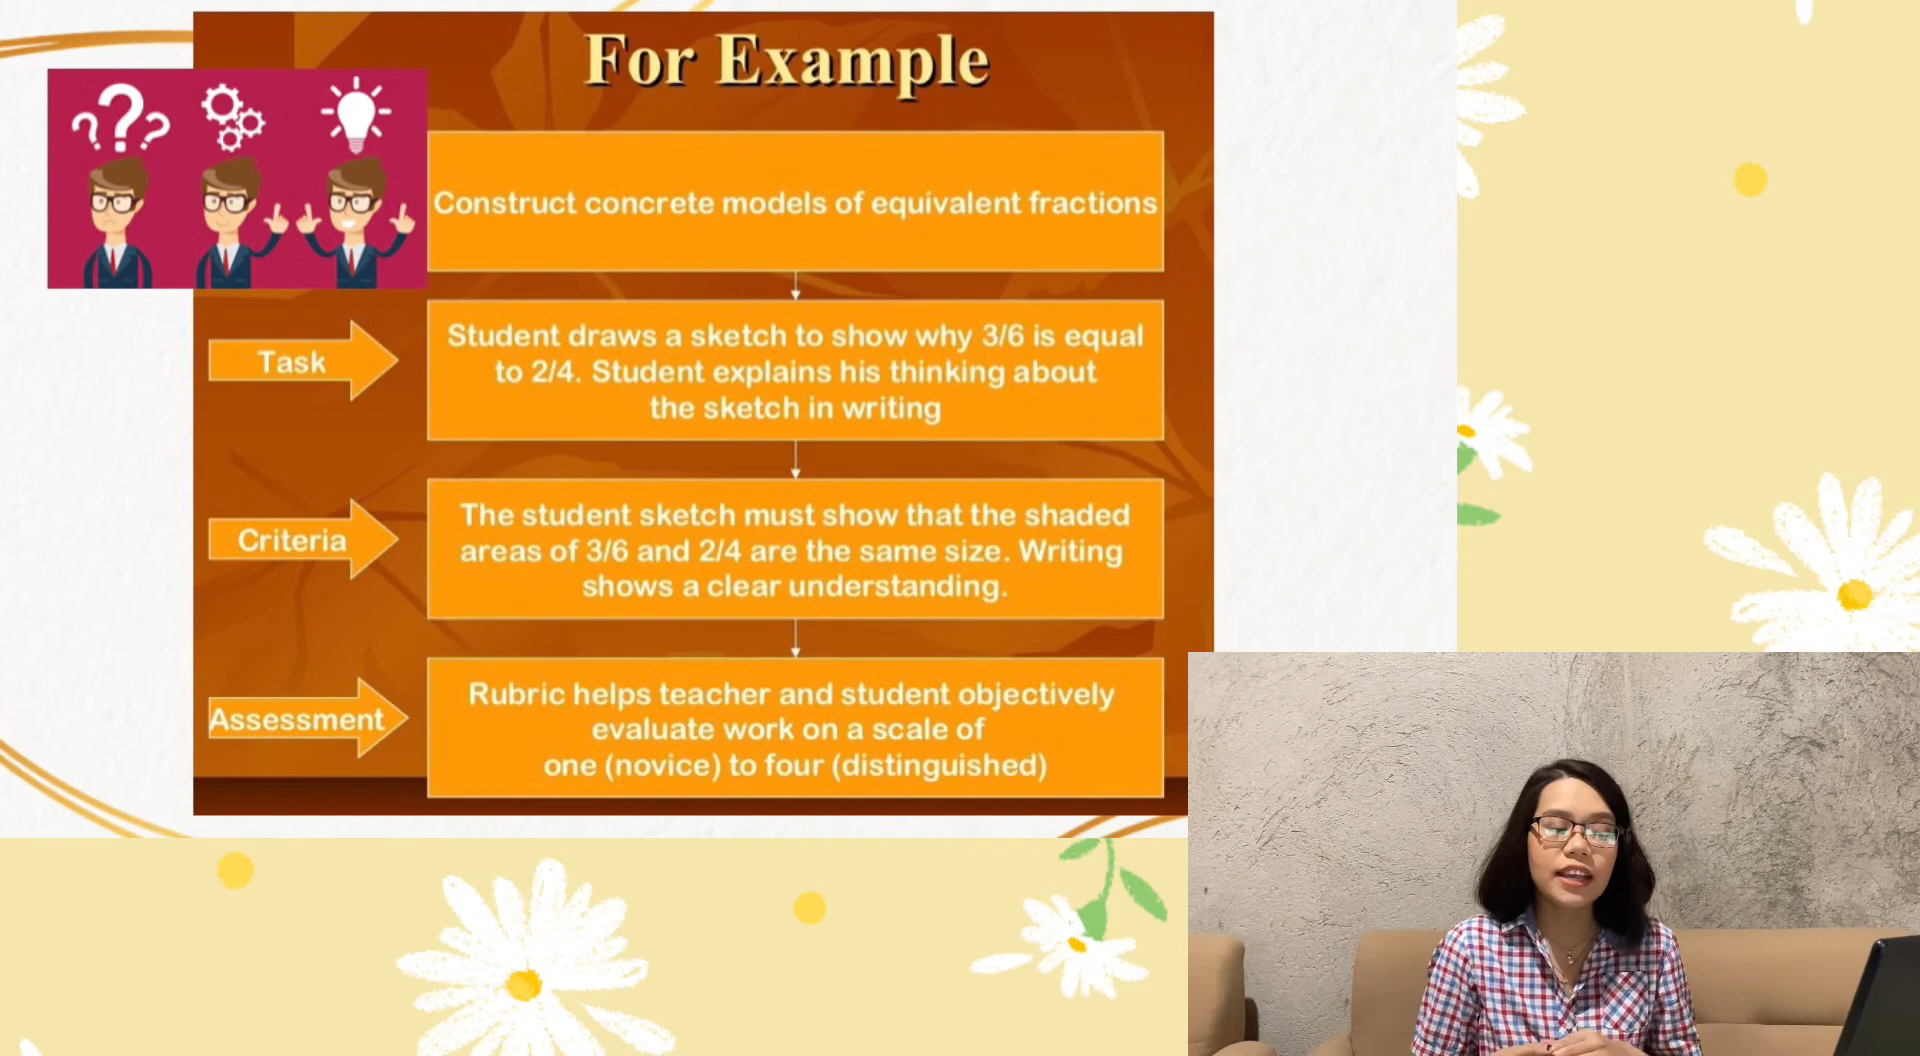 For Example
Construct concrete models of equivalent fractions
Task
Student draws a sketch to show why 3/6 is equal
to 2/4. Student explains his thinking about
the sketch in writing
Criteria
The student sketch must show that the shaded
areas of 3/6 and 2/4 are the same size. Writing
shows a clear understanding.
Assessment
Rubric helps teacher and student objectively
evaluate work on a scale of
one (novice) to four (distinguished)